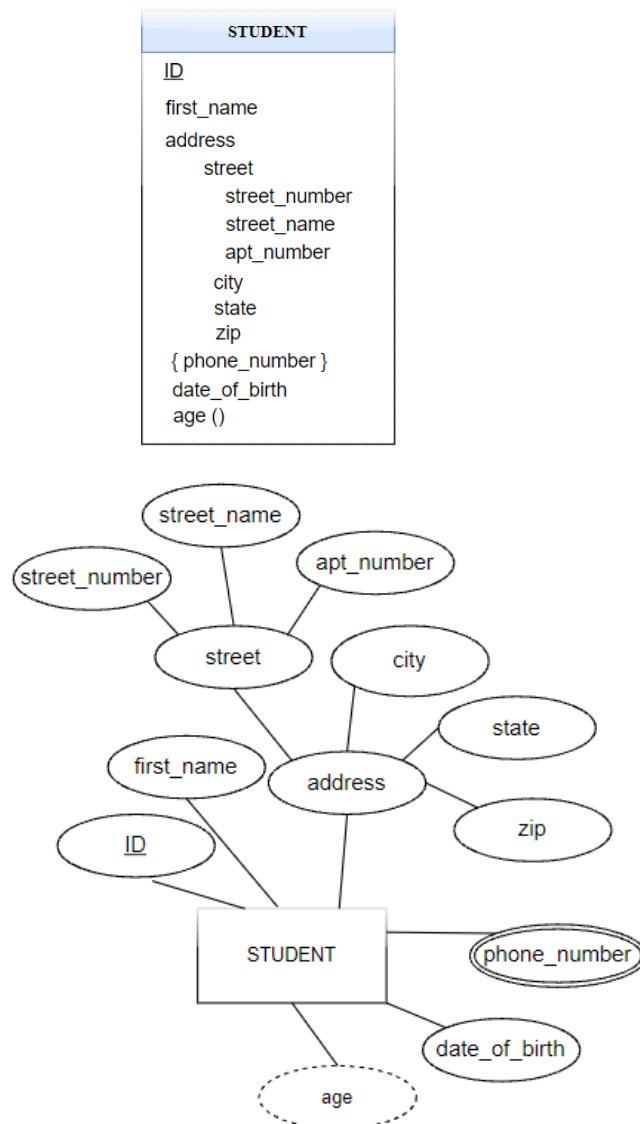 STUDENT
ID
first_name
address
street
street_number
street_name
apt_number
city
state
zip
{ phone_number }
date_of_birth
age ()
street_name
apt_number
street_number
street
city
state
first_name
address
zip
ID
STUDENT
phone_number
date_of_birth
age